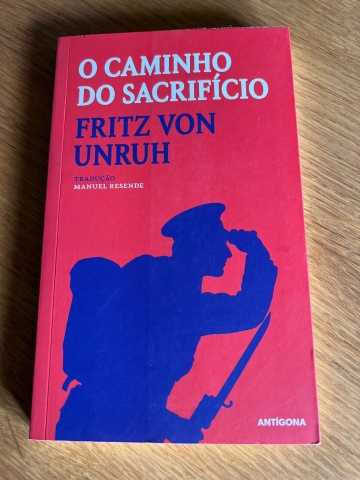 O CAMINHO
DO SACRIFÍCIO
FRITZ VON
UNRUH
TRADUÇÃO
MANUEL RESENDE
ANTÍGONA